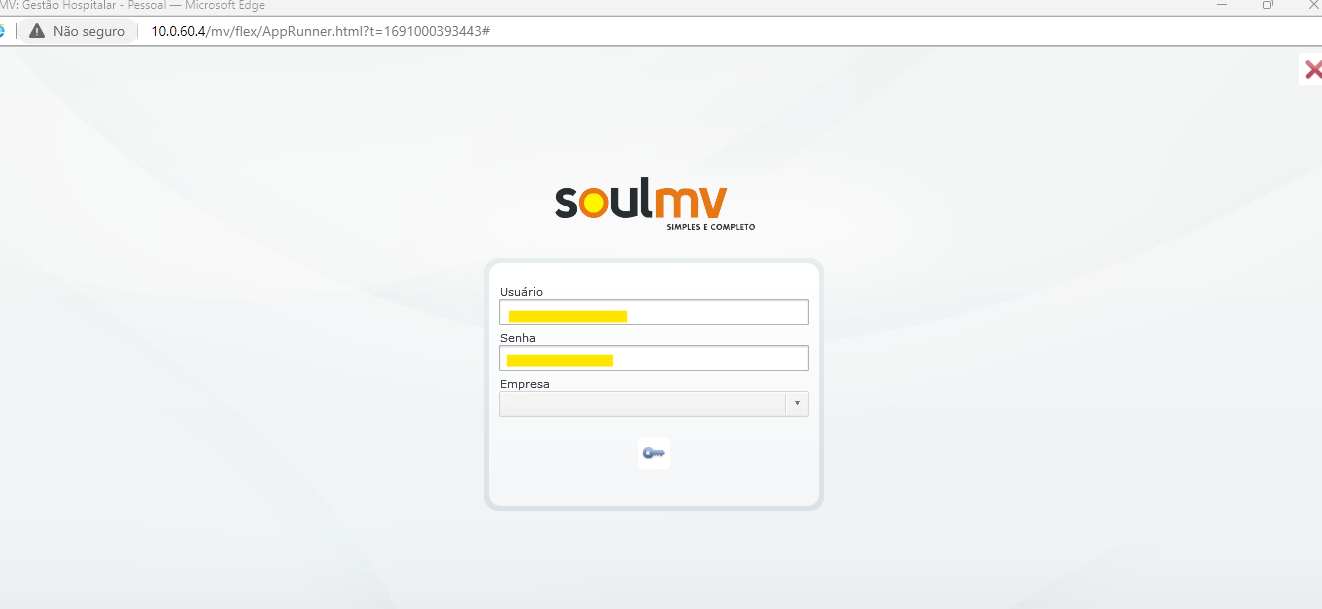 MV: Gestão Hospitalar - Pessoal — Microsoft Edge
Não seguro
10.0.60.4/mv/flex/AppRunner.html?t=1691000393443#
soulmv
SIMPLES E COMPLETO
Usuário
Senha
Empresa